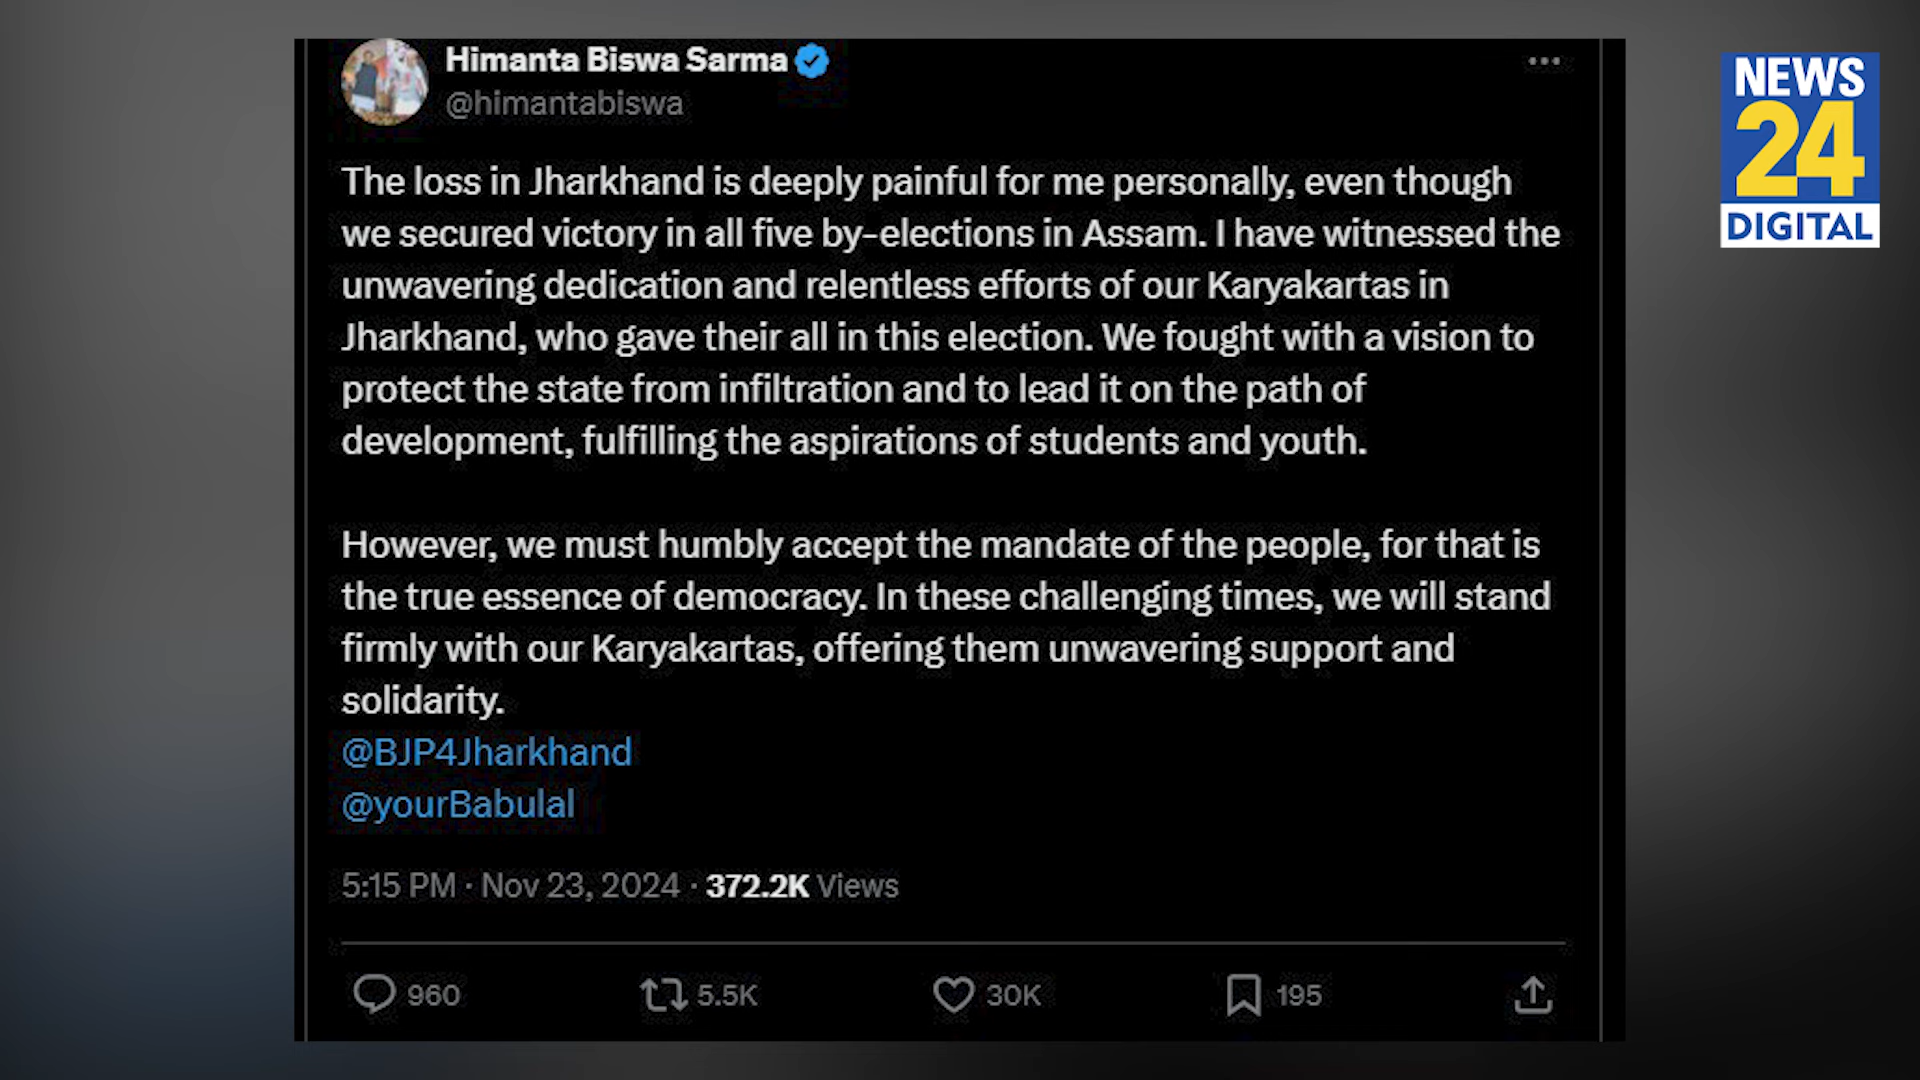 Himanta Biswa Sarma
@himantabiswa
The loss in Jharkhand is deeply painful for me personally, even though
we secured victory in all five by-elections in Assam. I have witnessed the
unwavering dedication and relentless efforts of our Karyakartas in
Jharkhand, who gave their all in this election. We fought with a vision to
protect the state from infiltration and to lead it on the path of
development, fulfilling the aspirations of students and youth.
However, we must humbly accept the mandate of the people, for that is
the true essence of democracy. In these challenging times, we will stand
firmly with our Karyakartas, offering them unwavering support and
solidarity.
@BJP4Jharkhand
@yourBabulal
5:15 PM · Nov 23, 2024 · 372.2K Views
960 5.5K 30K 195
NEWS
24
DIGITAL